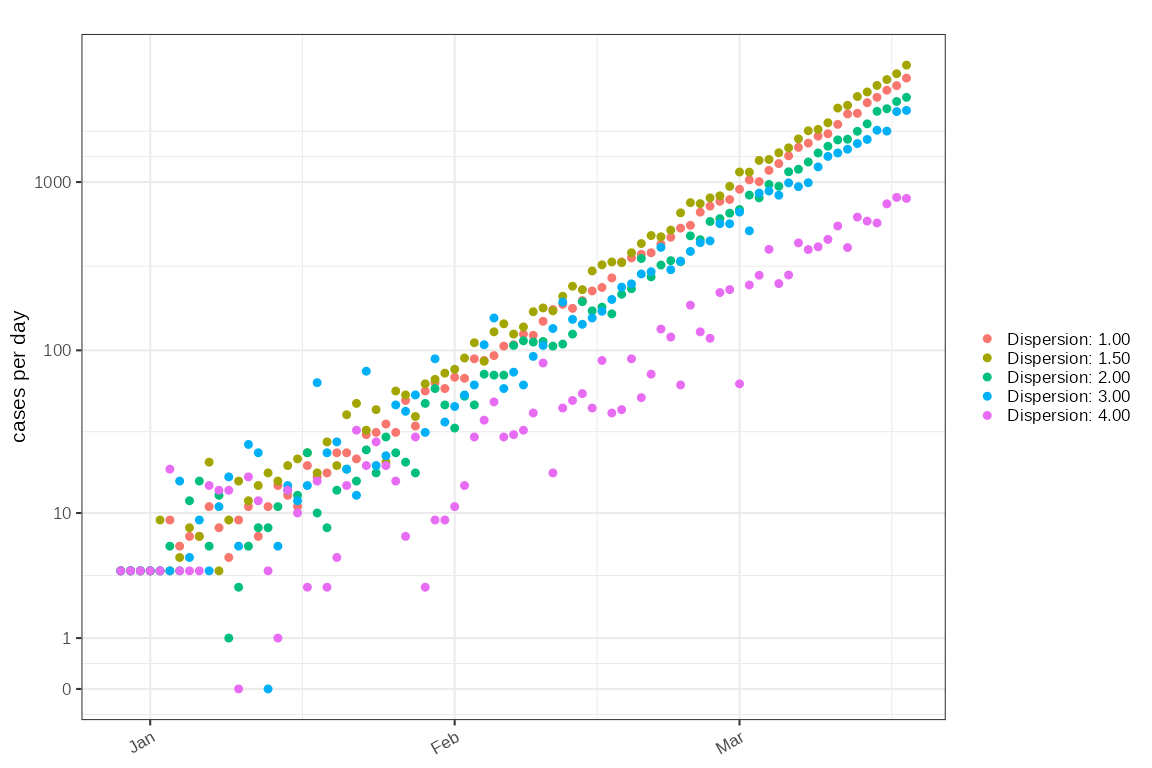 cases per day
1000
100
10
1
0
Jan
Feb
Mar
Dispersion: 1.00
Dispersion: 1.50
Dispersion: 2.00
Dispersion: 3.00
Dispersion: 4.00